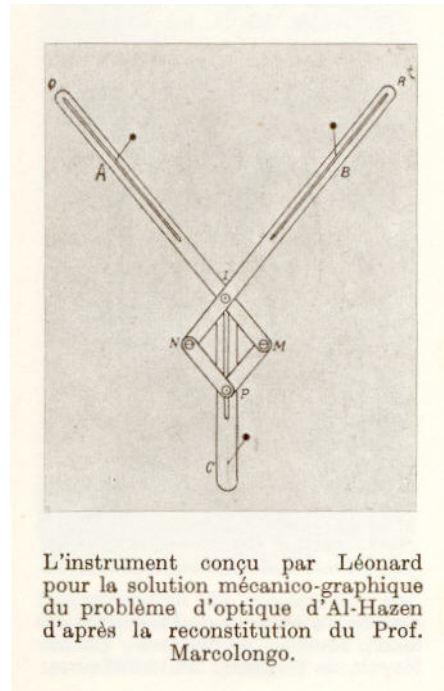 Q
R
A
B
I
N
M
P
C
L'instrument conçu par Léonard
pour la solution mécanico-graphique
du problème d'optique d'Al-Hazen
d'après la reconstitution du Prof.
Marcolongo.